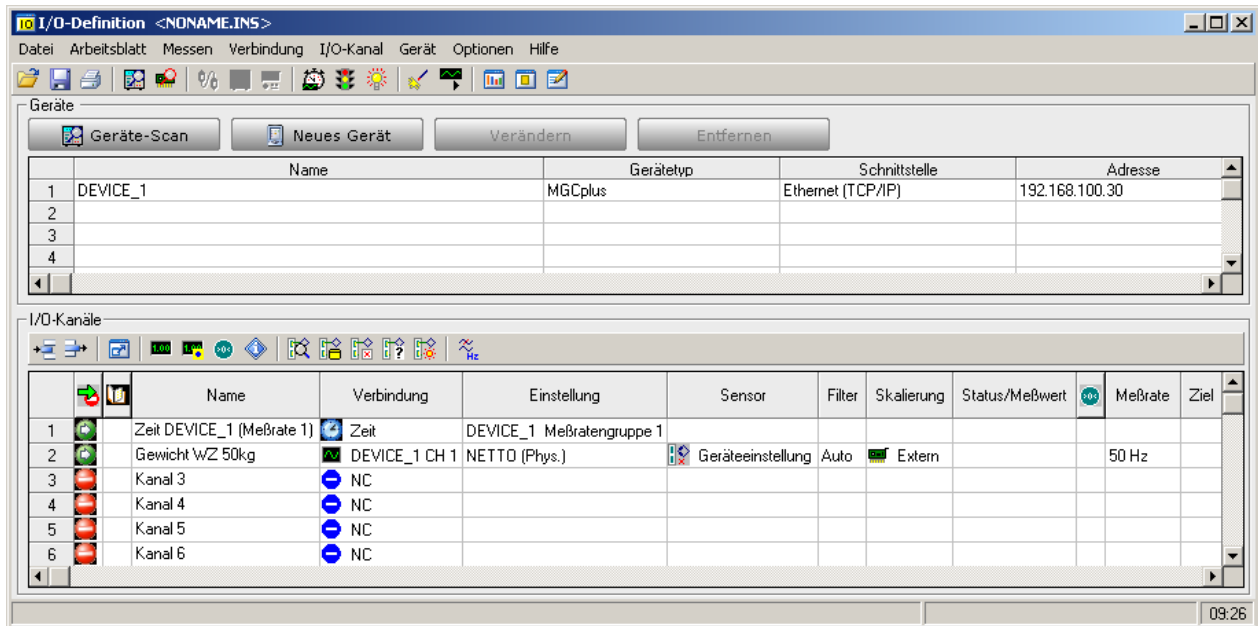 I/O-Definition <NONAME.INS>
Datei Arbeitsblatt Messen Verbindung I/O-Kanal Gerät Optionen Hilfe
Geräte
Geräte-Scan Neues Gerät Verändern Entfernen
Name Gerätetyp Schnittstelle Adresse
1 DEVICE_1 MGCplus Ethernet (TCP/IP) 192.168.100.30
2
3
4
I/O-Kanäle
Name Verbindung Einstellung Sensor Filter Skalierung Status/Meßwert Meßrate Ziel
1 Zeit DEVICE_1 (Meßrate 1) Zeit DEVICE_1 Meßratengruppe 1
2 Gewicht WZ 50kg DEVICE_1 CH 1 NETTO (Phys.) Geräteeinstellung Auto Extern 50 Hz
3 Kanal 3 NC
4 Kanal 4 NC
5 Kanal 5 NC
6 Kanal 6 NC
09:26